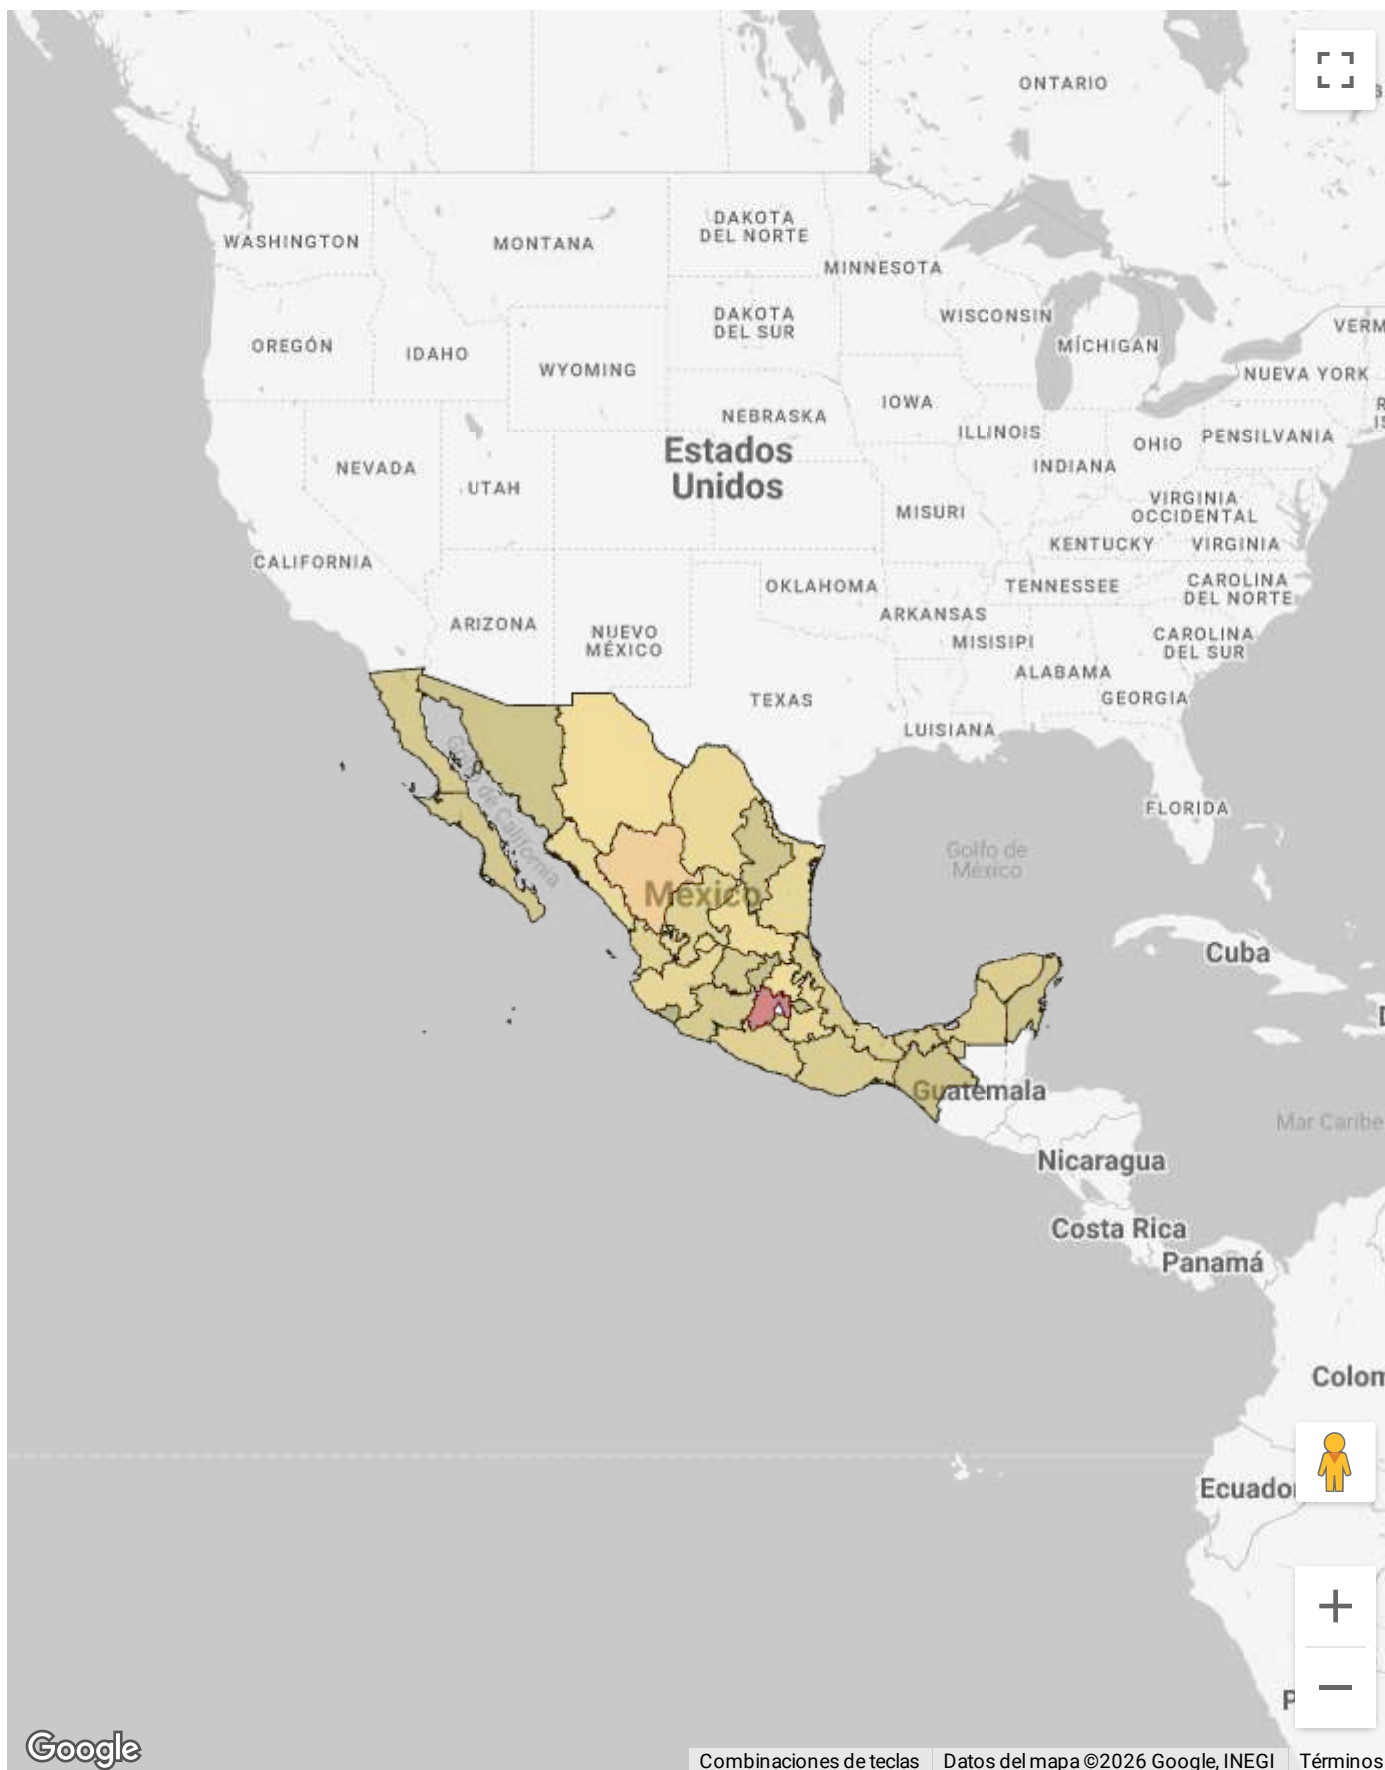 ONTARIO
WASHINGTON
MONTANA
DAKOTA
DEL NORTE
MINNESOTA
OREGÓN
IDAHO
WYOMING
DAKOTA
DEL SUR
WISCONSIN
MÍCHIGAN
VERM
NUEVA YORK
NEBRASKA
IOWA
ILLINOIS
OHIO
PENSILVANIA
INDIANA
Estados
Unidos
NEVADA
UTAH
MISURI
VIRGINIA
OCCIDENTAL
KENTUCKY
VIRGINIA
CALIFORNIA
OKLAHOMA
TENNESSEE
CAROLINA
DEL NORTE
ARKANSAS
ARIZONA
NUEVO
MÉXICO
MISISIPI
CAROLINA
DEL SUR
ALABAMA
GEORGIA
TEXAS
LUISIANA
FLORIDA
Golfo de California
Golfo de
México
México
Cuba
Guatemala
Mar Caribe
Nicaragua
Costa Rica
Panamá
Colom
Ecuador
P
Google
Combinaciones de teclas
Datos del mapa ©2026 Google, INEGI
Términos